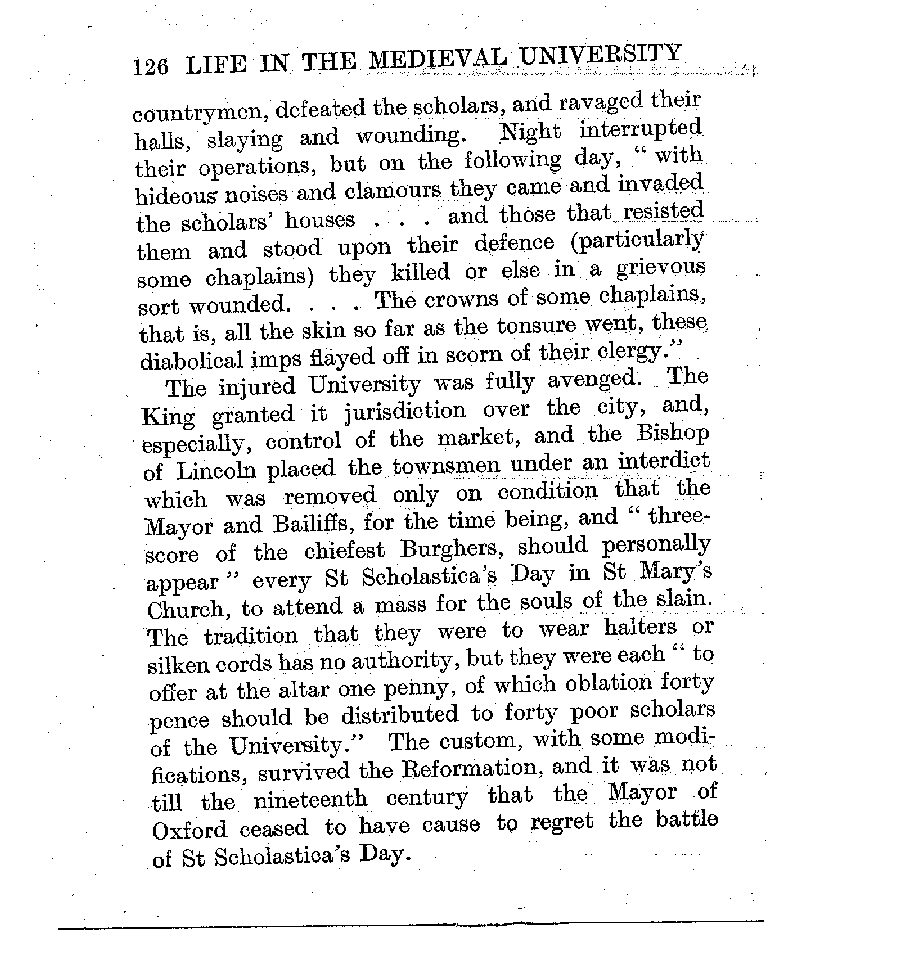 126 LIFE IN THE MEDIEVAL UNIVERSITY
countrymen, defeated the scholars, and ravaged their
halls, slaying and wounding. Night interrupted
their operations, but on the following day, “ with
hideous noises and clamours they came and invaded
the scholars’ houses . . . and those that resisted
them and stood upon their defence (particularly
some chaplains) they killed or else in a grievous
sort wounded. . . . The crowns of some chaplains,
that is, all the skin so far as the tonsure went, these
diabolical imps flayed off in scorn of their clergy.”
The injured University was fully avenged. The
King granted it jurisdiction over the city, and,
especially, control of the market, and the Bishop
of Lincoln placed the townsmen under an interdict
which was removed only on condition that the
Mayor and Bailiffs, for the time being, and “ three-
score of the chiefest Burghers, should personally
appear ” every St Scholastica’s Day in St Mary’s
Church, to attend a mass for the souls of the slain.
The tradition that they were to wear halters or
silken cords has no authority, but they were each “ to
offer at the altar one penny, of which oblation forty
pence should be distributed to forty poor scholars
of the University.” The custom, with some modi-
fications, survived the Reformation, and it was not
till the nineteenth century that the Mayor of
Oxford ceased to have cause to regret the battle
of St Scholastica’s Day.